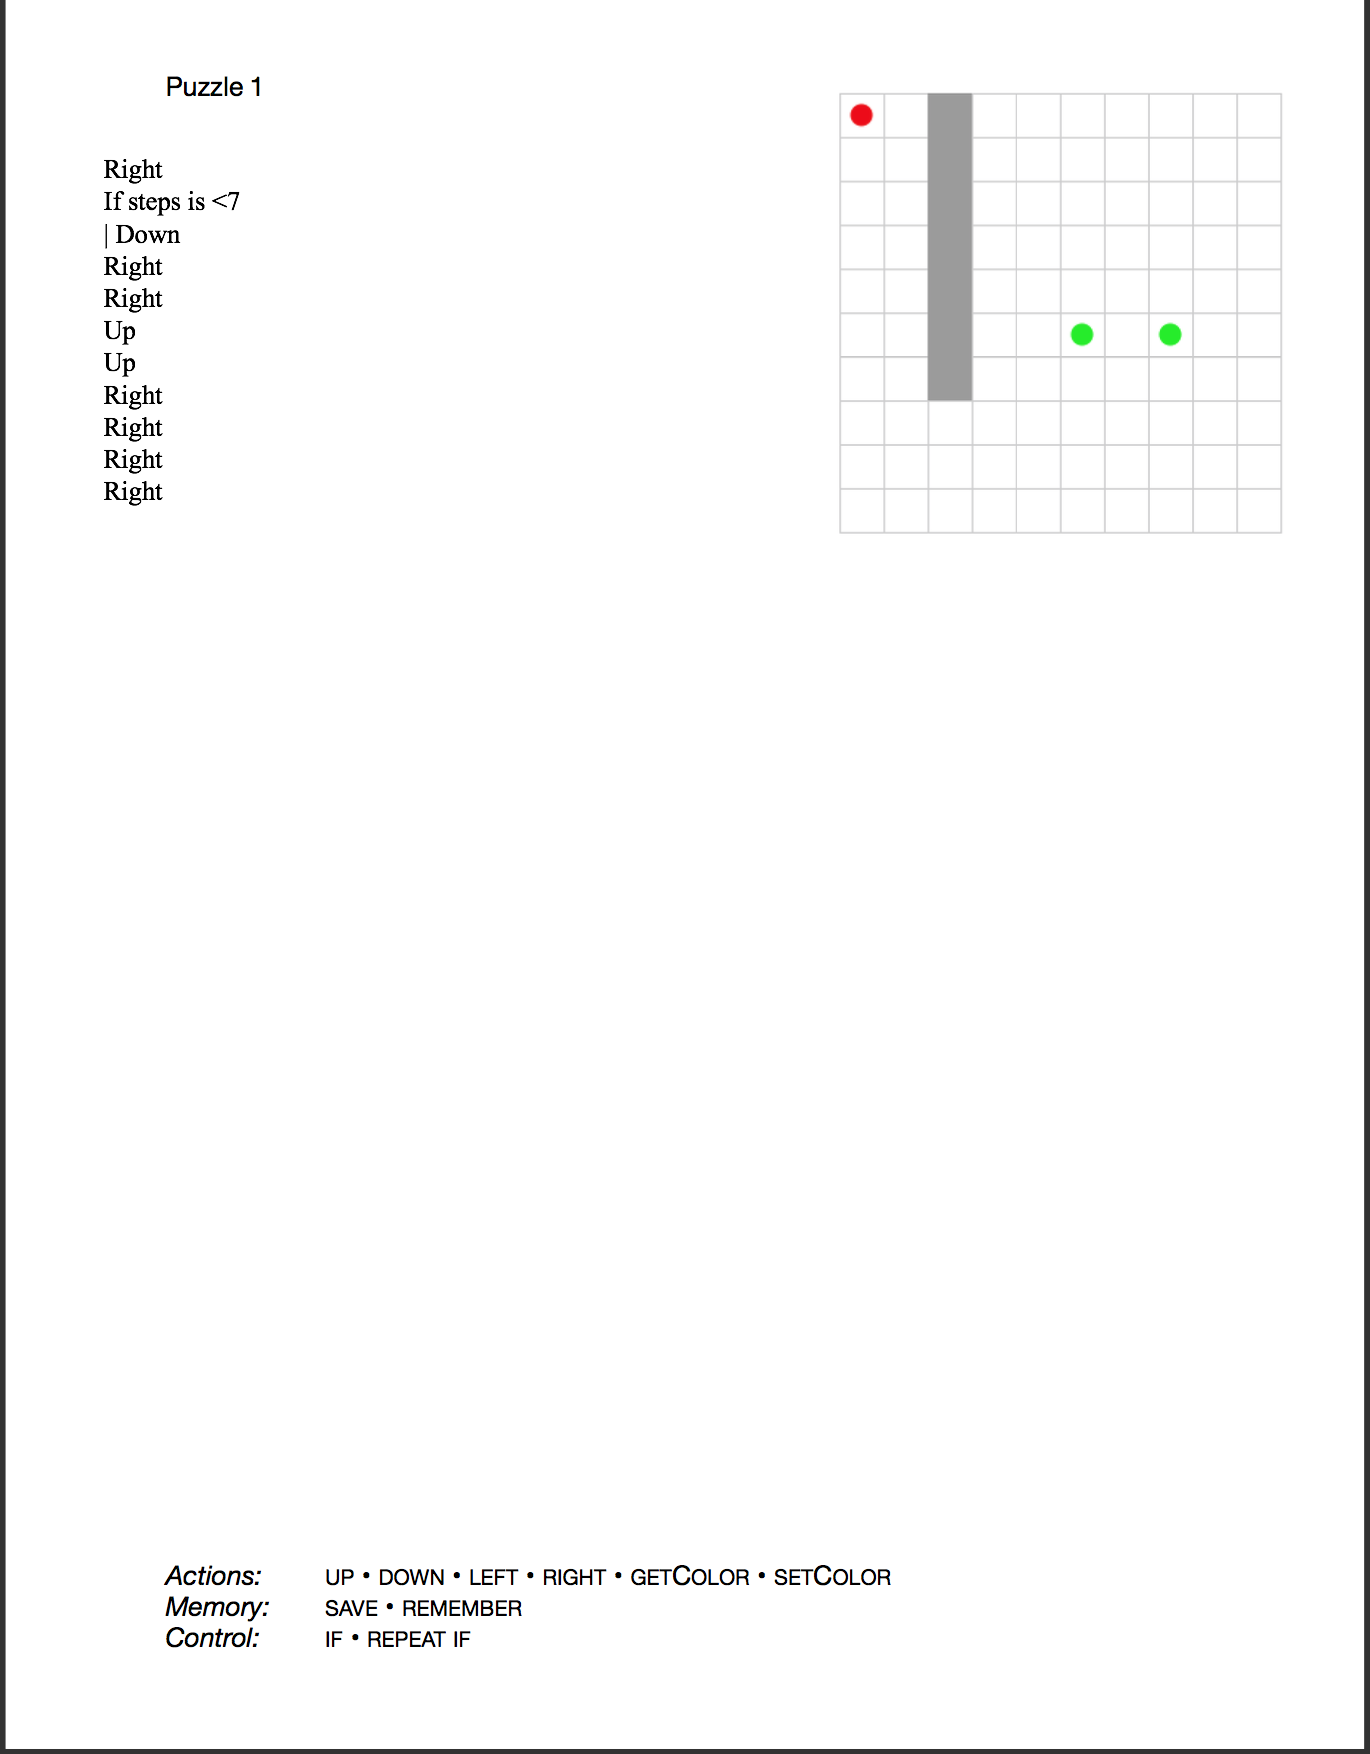 Puzzle 1
Right
If steps is <7
| Down
Right
Right
Up
Up
Right
Right
Right
Right
Actions: UP • DOWN • LEFT • RIGHT • GETCOLOR • SETCOLOR
Memory: SAVE • REMEMBER
Control: IF • REPEAT IF